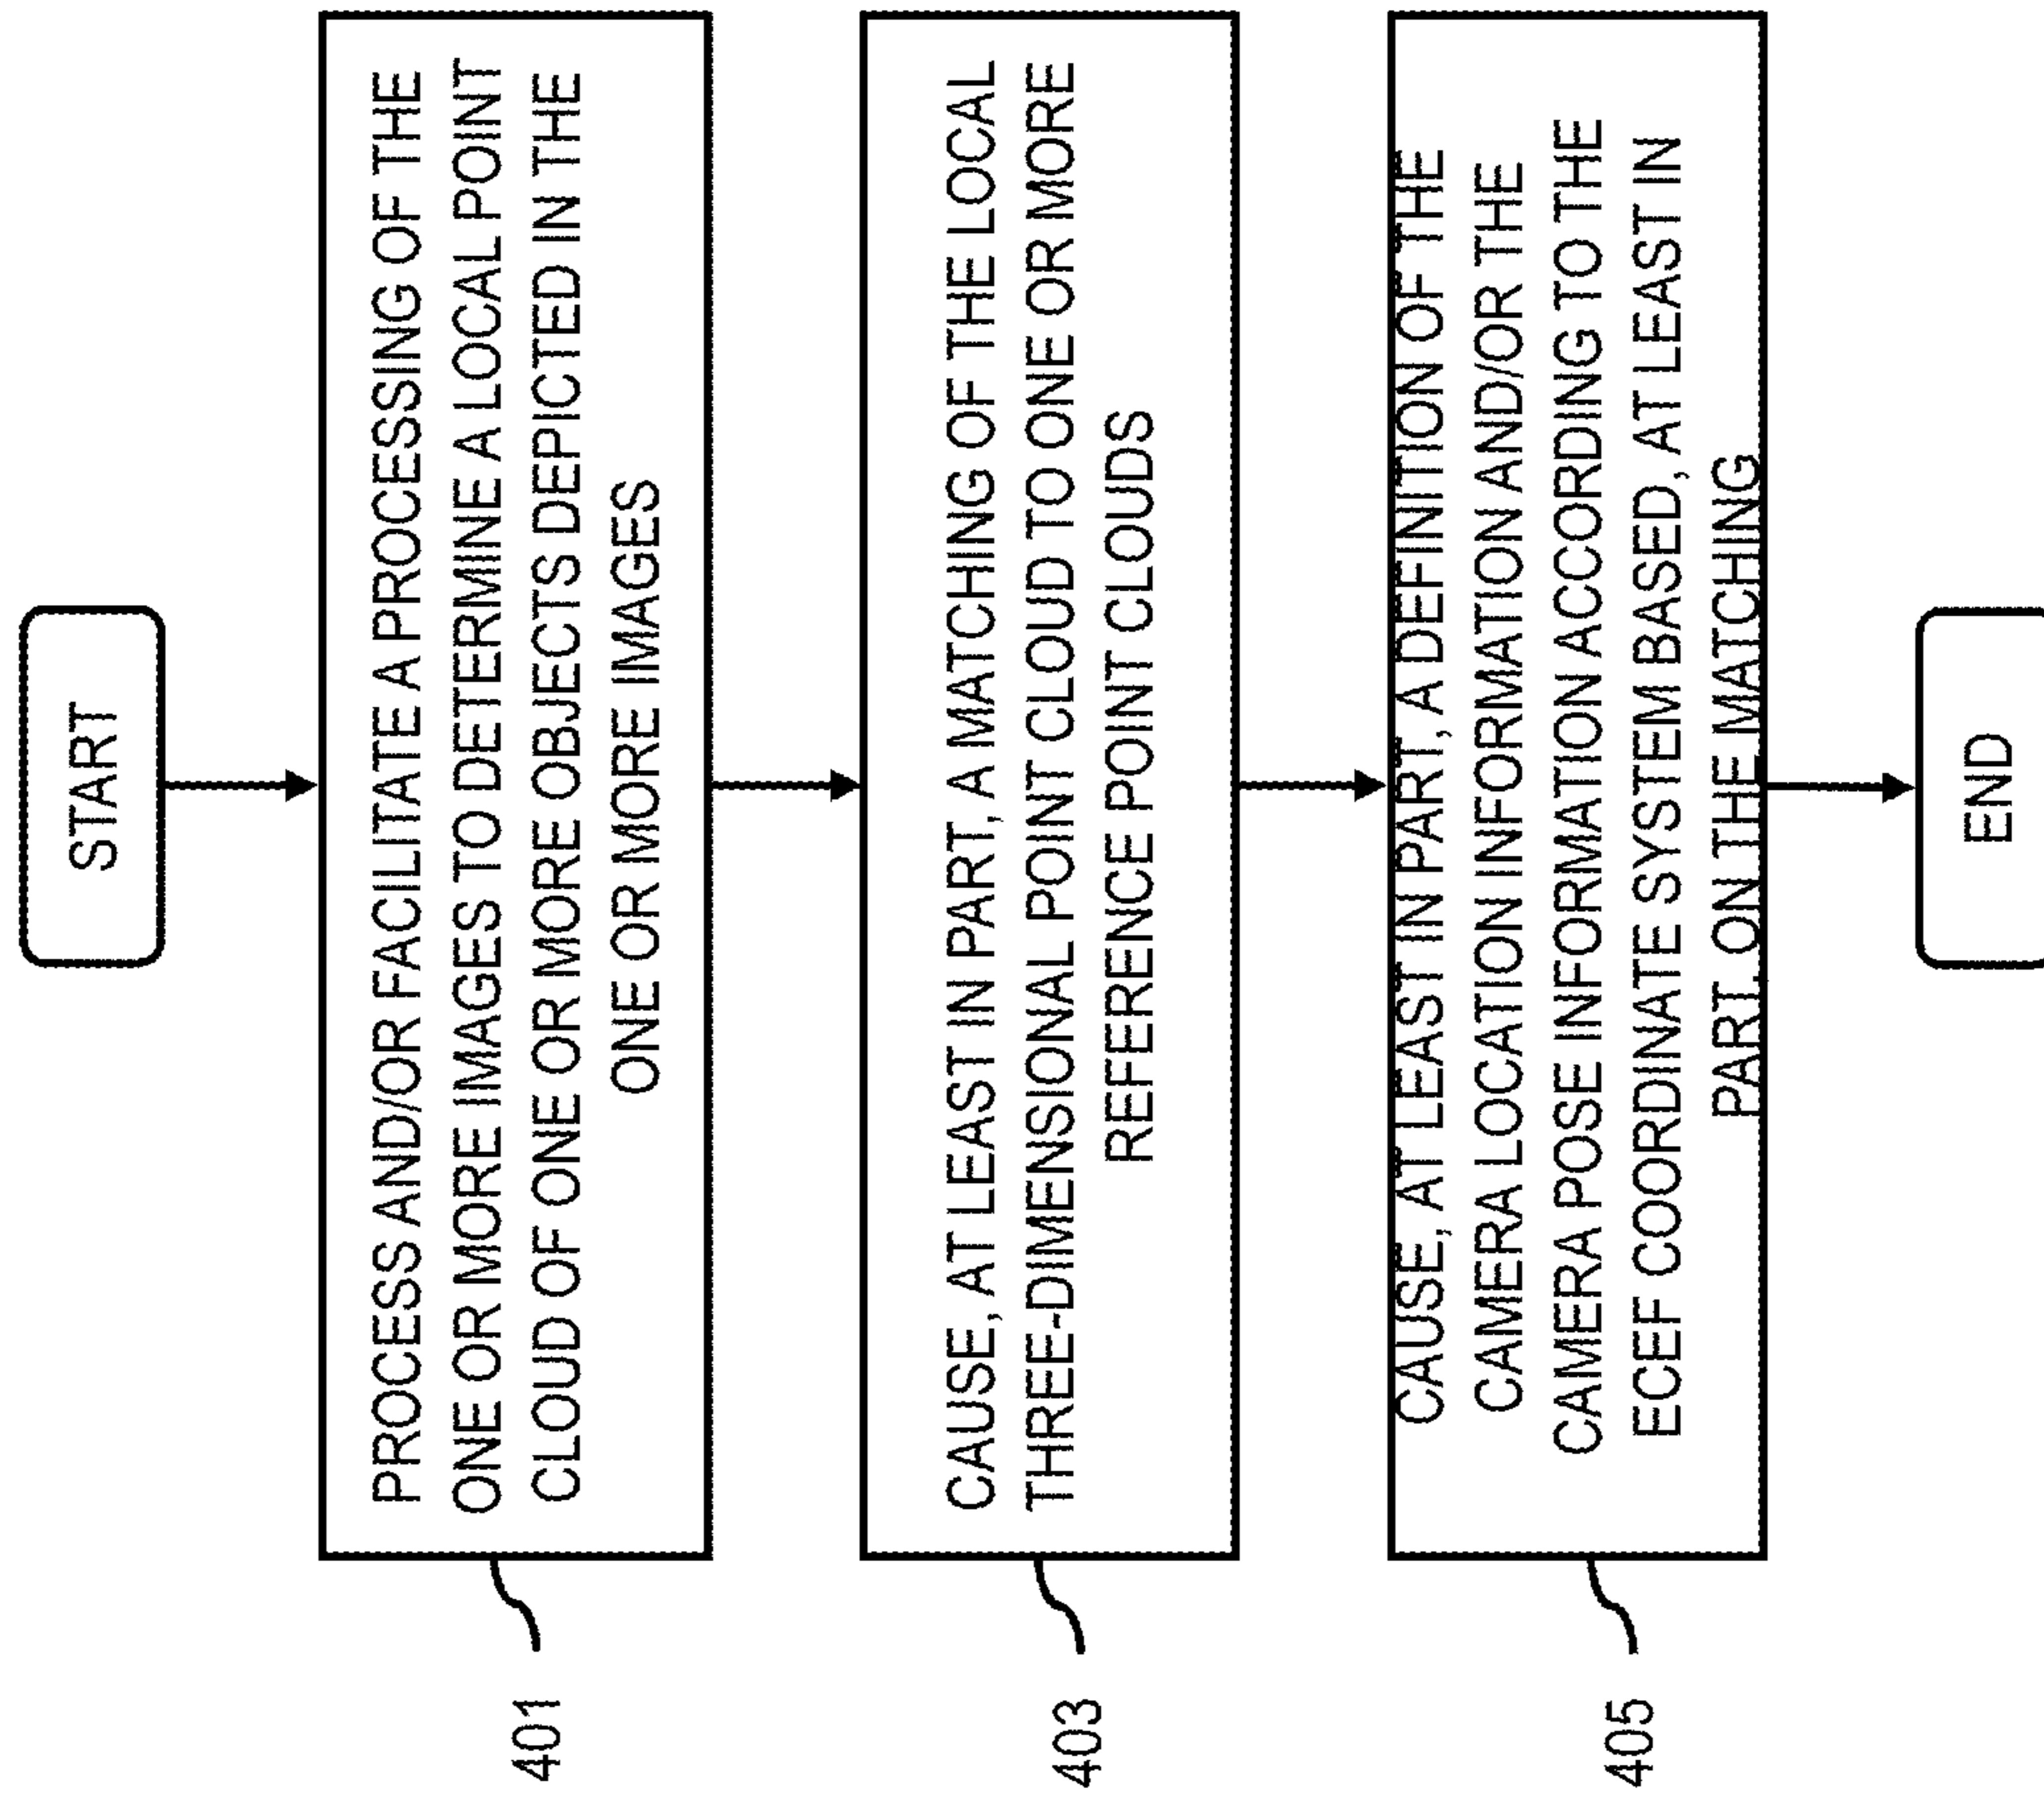 START
PROCESS AND/OR FACILITATE A PROCESSING OF THE
ONE OR MORE IMAGES TO DETERMINE A LOCAL POINT
CLOUD OF ONE OR MORE OBJECTS DEPICTED IN THE
ONE OR MORE IMAGES
401
CAUSE, AT LEAST IN PART, A MATCHING OF THE LOCAL
THREE-DIMENSIONAL POINT CLOUD TO ONE OR MORE
REFERENCE POINT CLOUDS
403
CAUSE, AT LEAST IN PART, A DEFINITION OF THE
CAMERA LOCATION INFORMATION AND/OR THE
CAMERA POSE INFORMATION ACCORDING TO THE
ECEF COORDINATE SYSTEM BASED, AT LEAST IN
PART, ON THE MATCHING
405
END